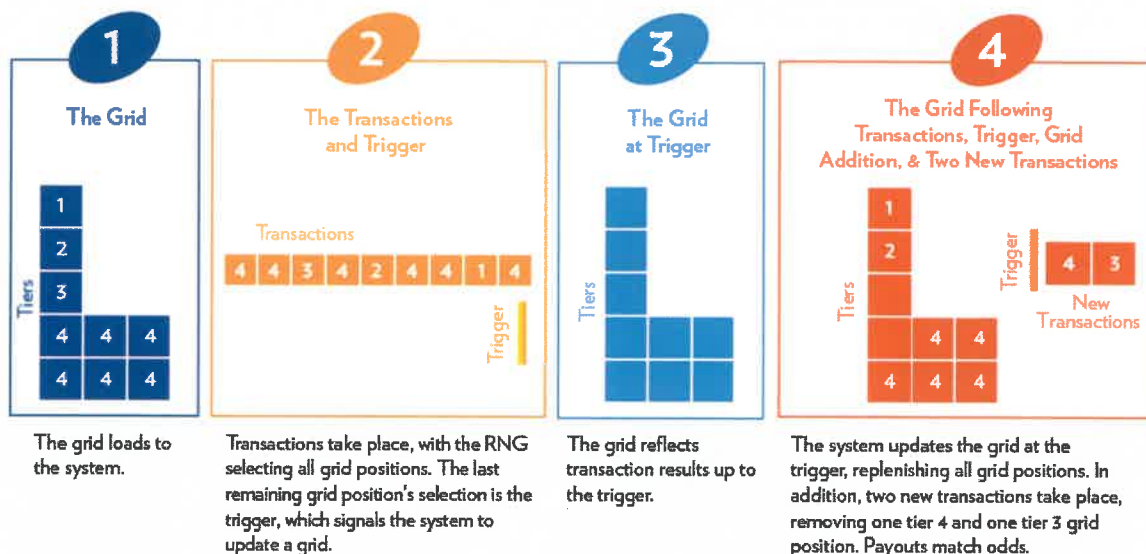 1
The Grid
1
2
3
4 4 4
4 4 4
Tiers
The grid loads to
the system.
2
The Transactions
and Trigger
Transactions
4 4 3 4 2 4 4 1 4
Trigger
Transactions take place, with the RNG
selecting all grid positions. The last
remaining grid position's selection is the
trigger, which signals the system to
update a grid.
3
The Grid
at Trigger
Tiers
The grid reflects
transaction results up to
the trigger.
4
The Grid Following
Transactions, Trigger, Grid
Addition, & Two New Transactions
1
2
4 4
4 4 4
Tiers
Trigger
4 3
New
Transactions
The system updates the grid at the
trigger, replenishing all grid positions. In
addition, two new transactions take place,
removing one tier 4 and one tier 3 grid
position. Payouts match odds.